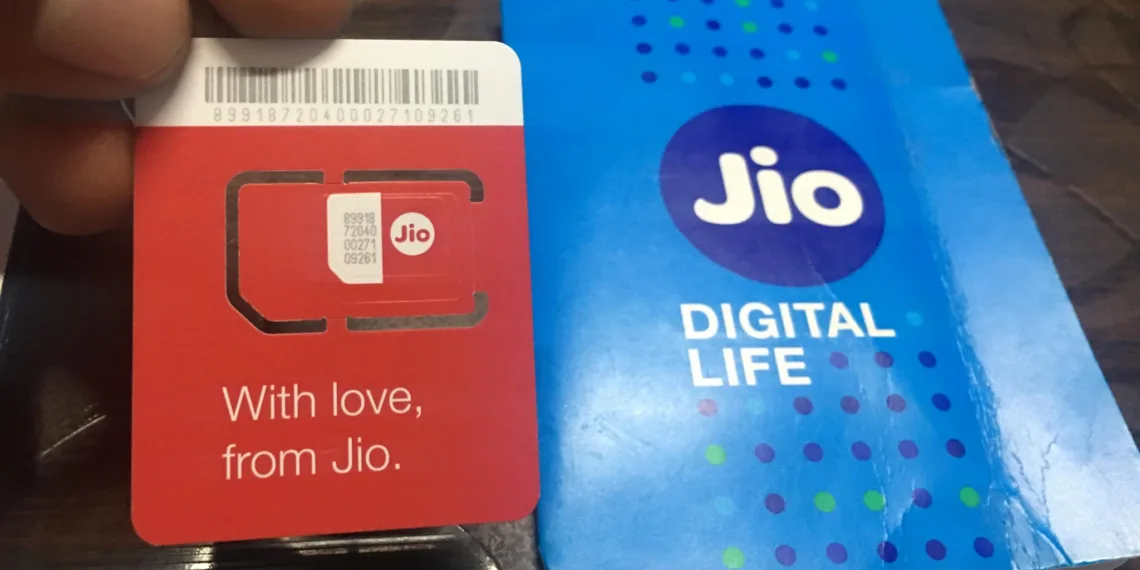 8991872040002710926​1
89918
72040
00271
09261
Jio
With love,
from Jio.
Jio
DIGITAL
LIFE